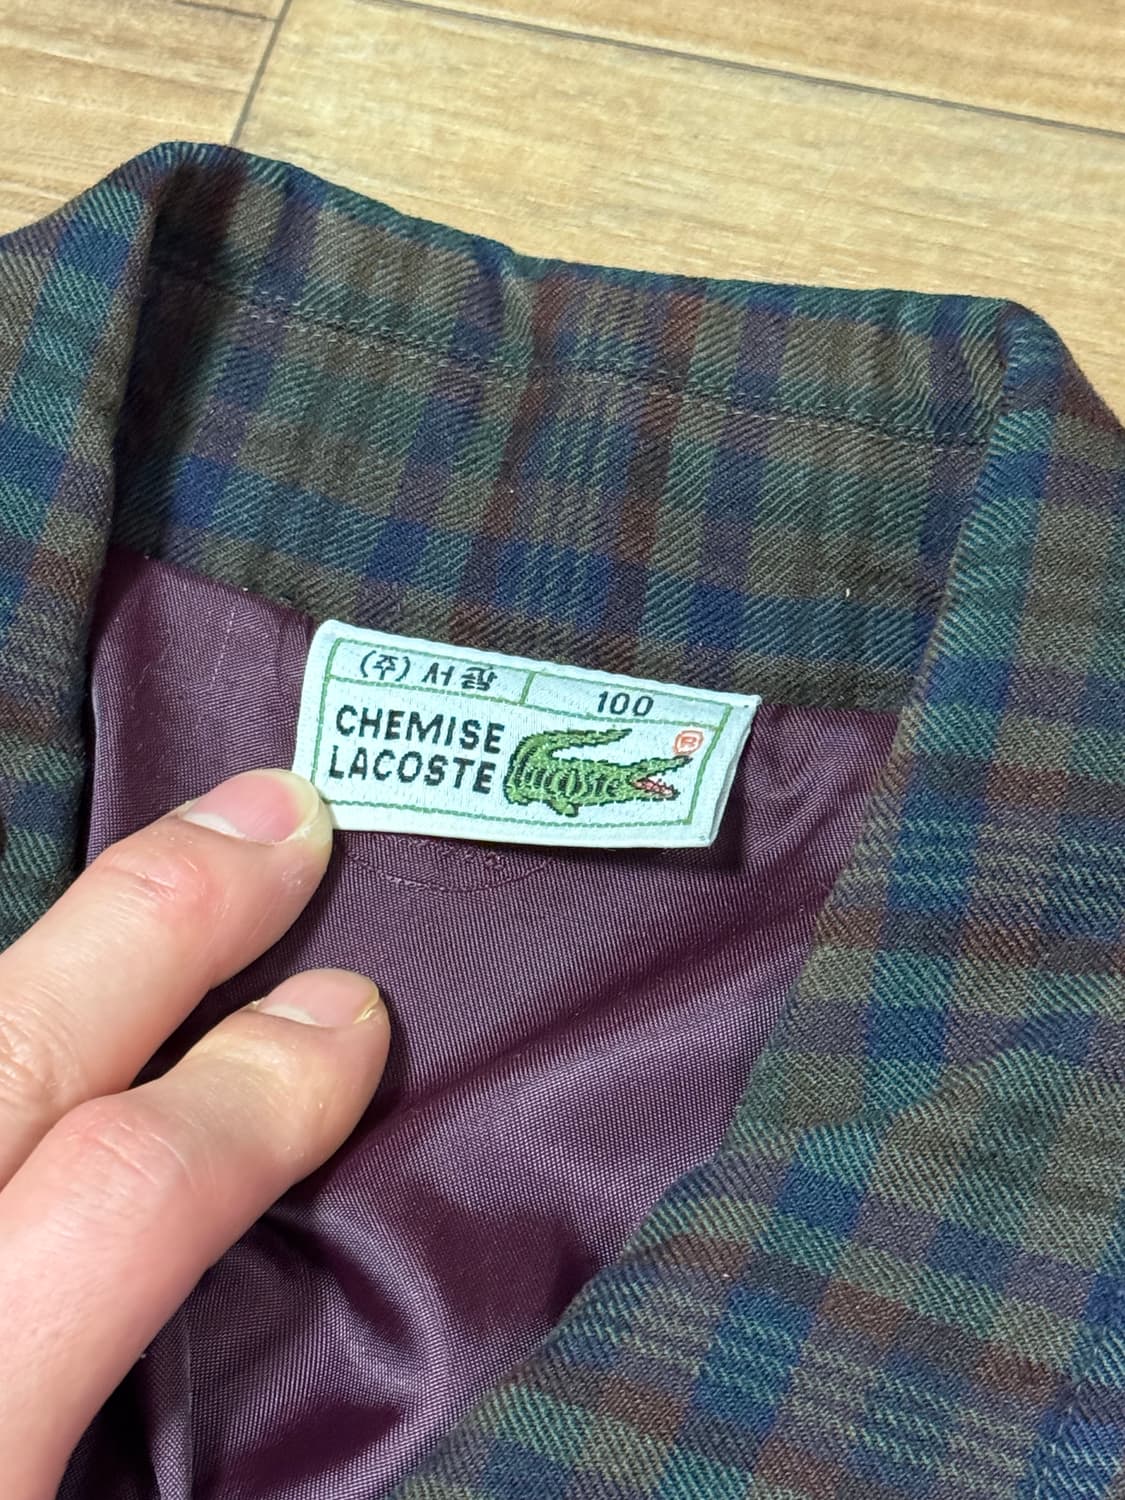 (주) 서광
100
CHEMISE
LACOSTE
Lacoste
®